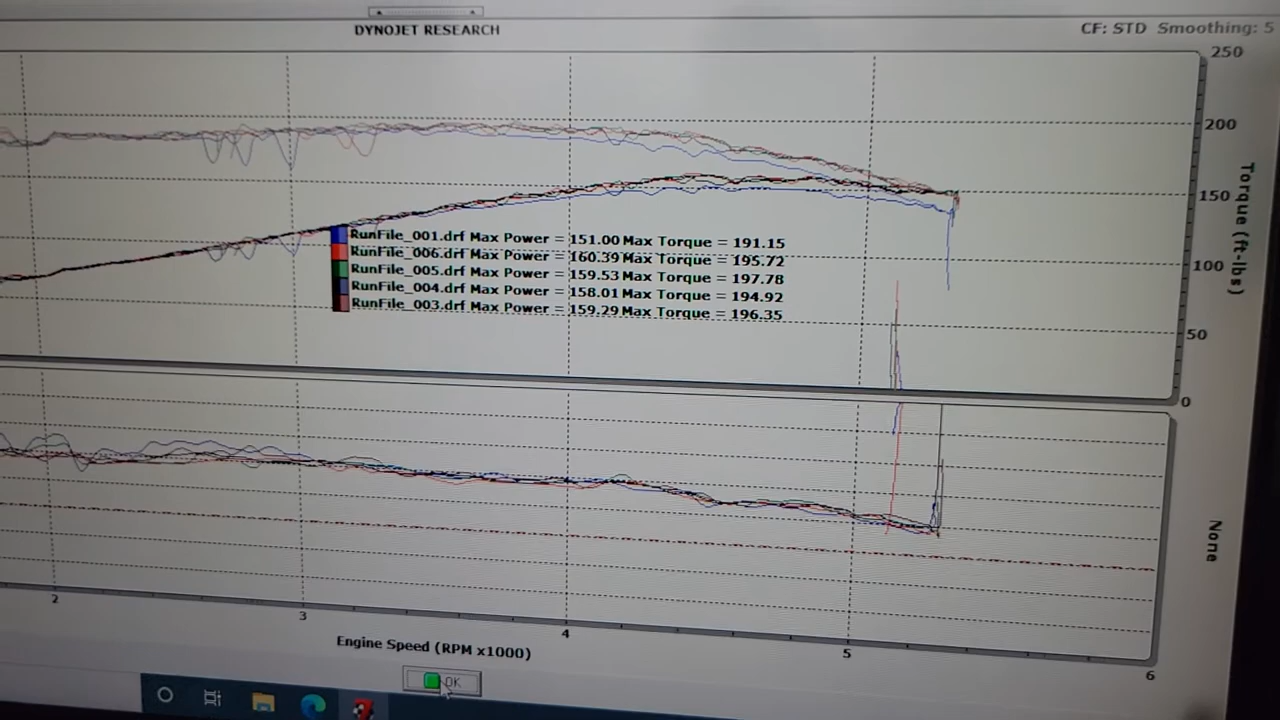 DYNOJET RESEARCH
CF: STD Smoothing: 5
250
200
150
100
50
0
Torque (ft-lbs)
RunFile_001.drf Max Power = 151.00 Max Torque = 191.15
RunFile_006.drf Max Power = 160.39 Max Torque = 195.72
RunFile_005.drf Max Power = 159.53 Max Torque = 197.78
RunFile_004.drf Max Power = 158.01 Max Torque = 194.92
RunFile_003.drf Max Power = 159.29 Max Torque = 196.35
None
2
3
4
5
6
Engine Speed (RPM x1000)
OK